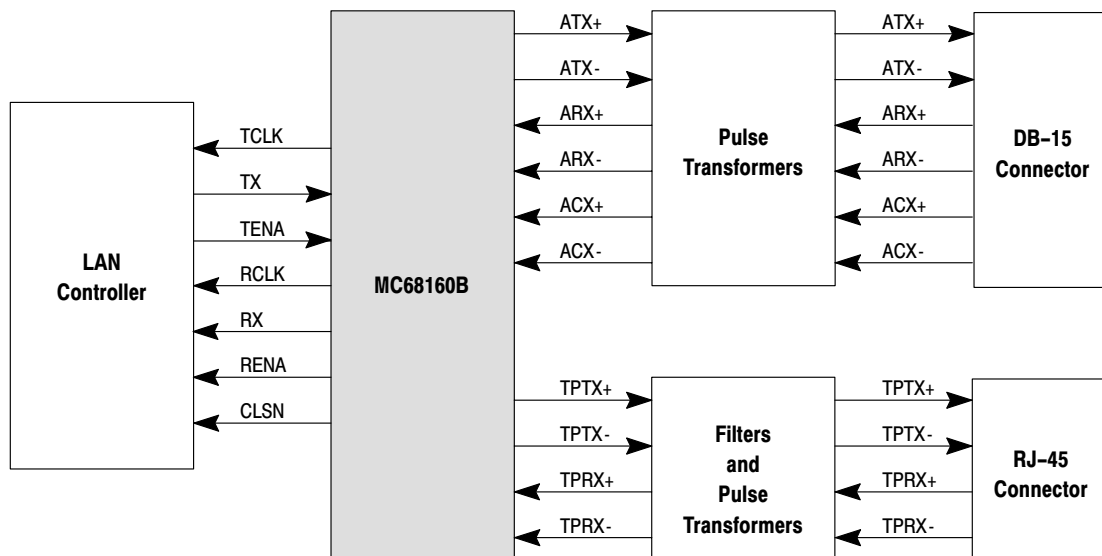 ATX+
ATX+
ATX-
ATX-
ARX+
ARX+
ARX-
ARX-
ACX+
ACX+
ACX-
ACX-
Pulse
Transformers
DB-15
Connector
TCLK
TX
TENA
RCLK
RX
RENA
CLSN
LAN
Controller
MC68160B
TPTX+
TPTX+
TPTX-
TPTX-
TPRX+
TPRX+
TPRX-
TPRX-
Filters
and
Pulse
Transformers
RJ-45
Connector